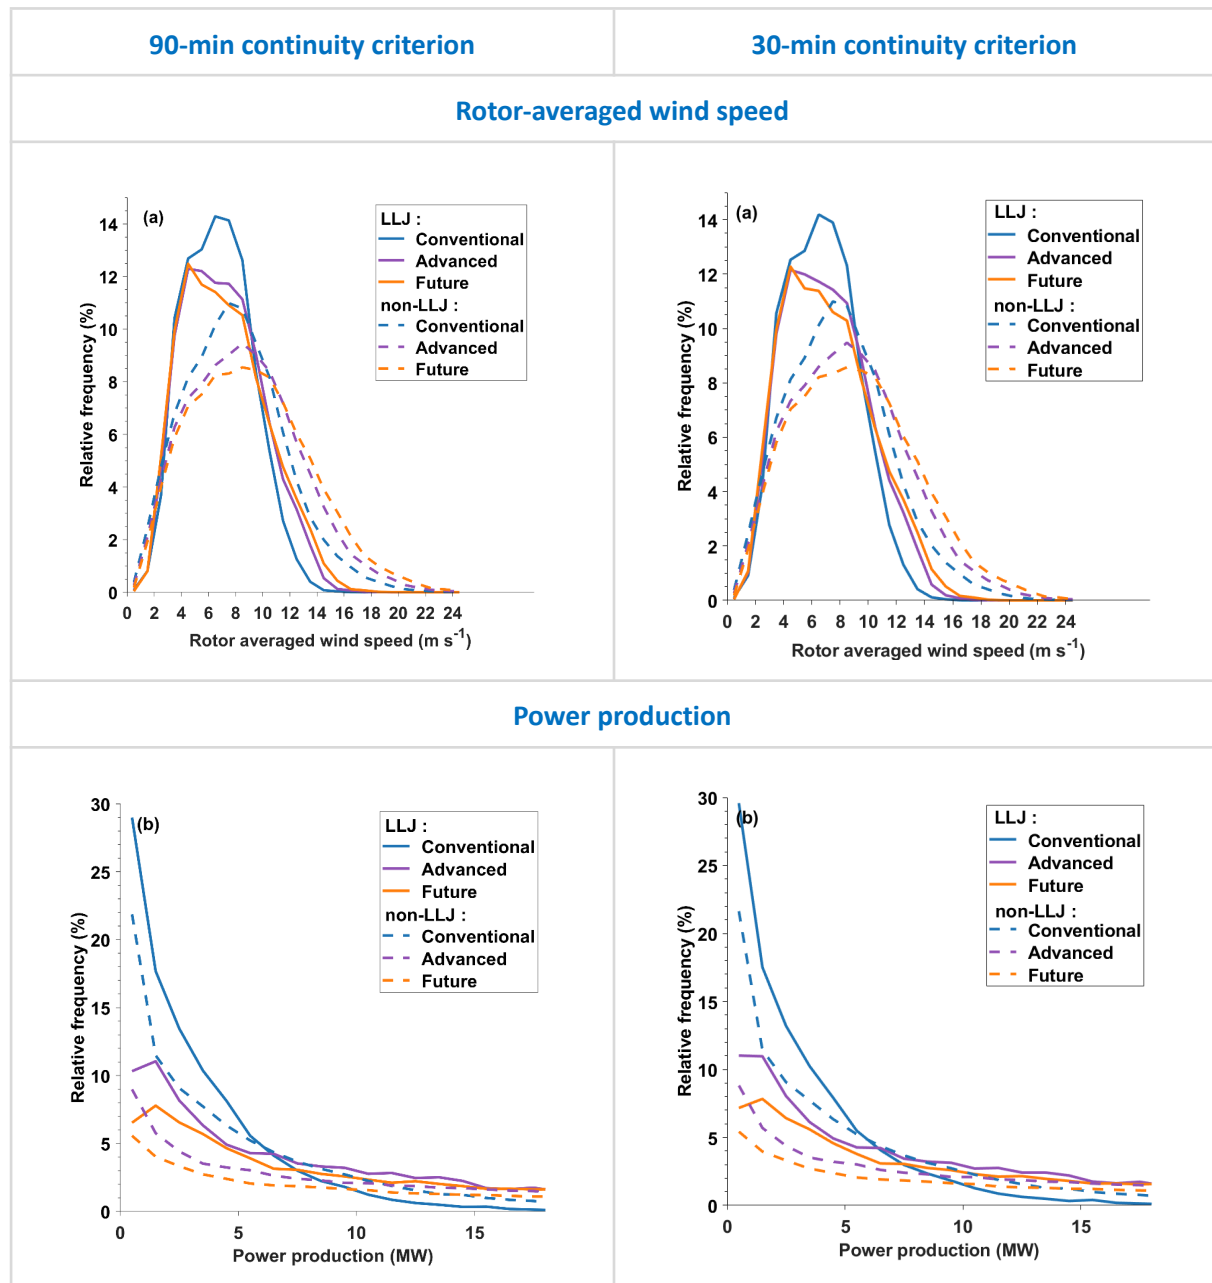 90-min continuity criterion
30-min continuity criterion
Rotor-averaged wind speed
(a)
LLJ :
Conventional
Advanced
Future
non-LLJ :
Conventional
Advanced
Future
Relative frequency (%)
14
12
10
8
6
4
2
0
0 2 4 6 8 10 12 14 16 18 20 22 24
Rotor averaged wind speed (m s-1)
(a)
LLJ :
Conventional
Advanced
Future
non-LLJ :
Conventional
Advanced
Future
Relative frequency (%)
14
12
10
8
6
4
2
0
0 2 4 6 8 10 12 14 16 18 20 22 24
Rotor averaged wind speed (m s-1)
Power production
(b)
LLJ :
Conventional
Advanced
Future
non-LLJ :
Conventional
Advanced
Future
Relative frequency (%)
30
25
20
15
10
5
0
0 5 10 15
Power production (MW)
(b)
LLJ :
Conventional
Advanced
Future
non-LLJ :
Conventional
Advanced
Future
Relative frequency (%)
30
25
20
15
10
5
0
0 5 10 15
Power production (MW)